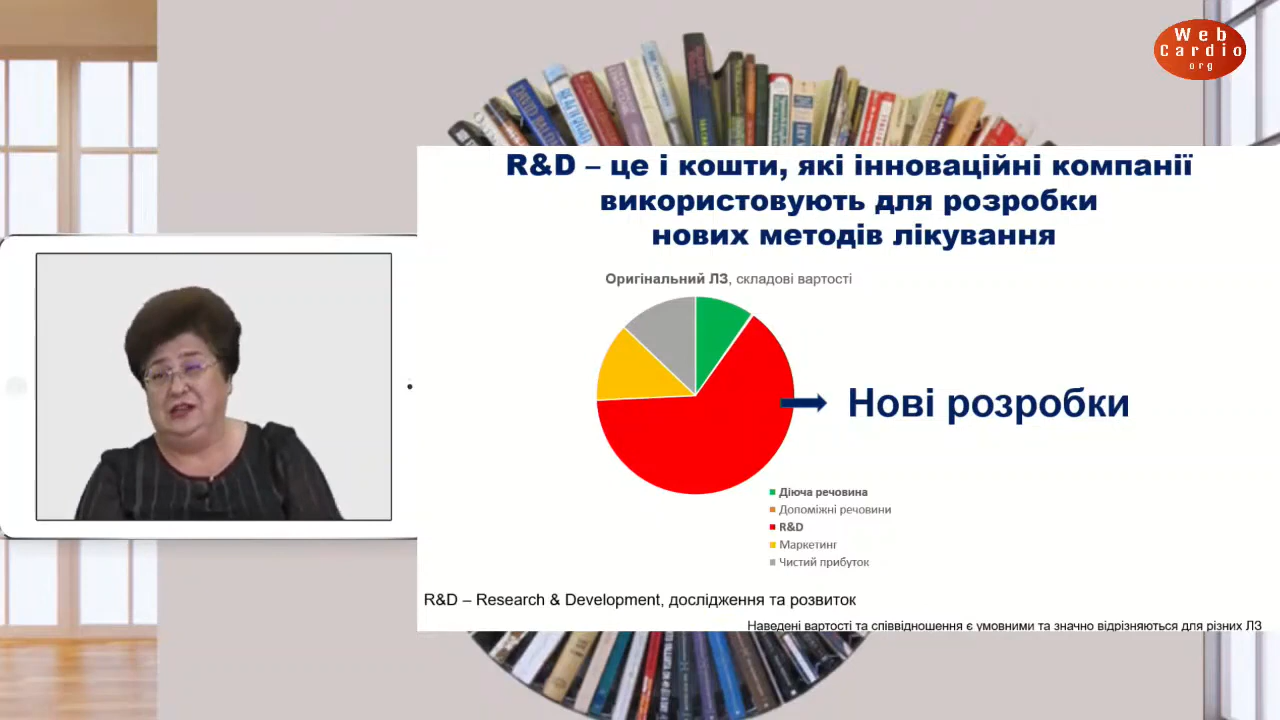 Web
Cardio
org
R&D – це і кошти, які інноваційні компанії
використовують для розробки
нових методів лікування
Оригінальний ЛЗ, складові вартості
Нові розробки
Діюча речовина
Допоміжні речовини
R&D
Маркетинг
Чистий прибуток
R&D – Research & Development, дослідження та розвиток
Наведені вартості та співвідношення є умовними та значно відрізняються для різних ЛЗ